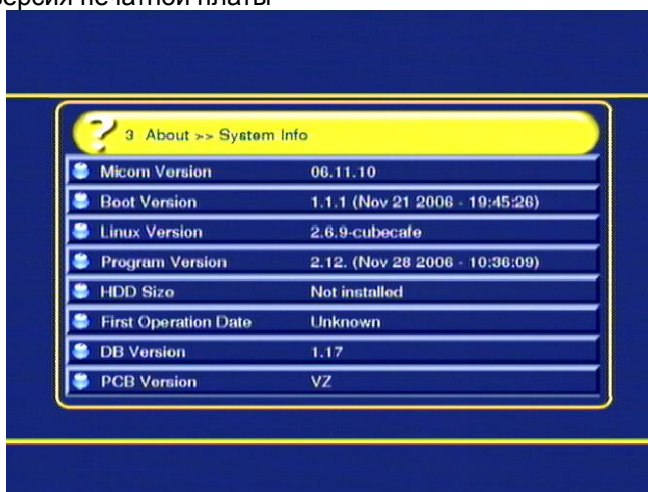 версия печатной платы
3 About >> System Info
Micom Version 06.11.10
Boot Version 1.1.1 (Nov 21 2006 - 19:45:26)
Linux Version 2.6.9-cubecafe
Program Version 2.12. (Nov 28 2006 - 10:36:09)
HDD Size Not installed
First Operation Date Unknown
DB Version 1.17
PCB Version VZ